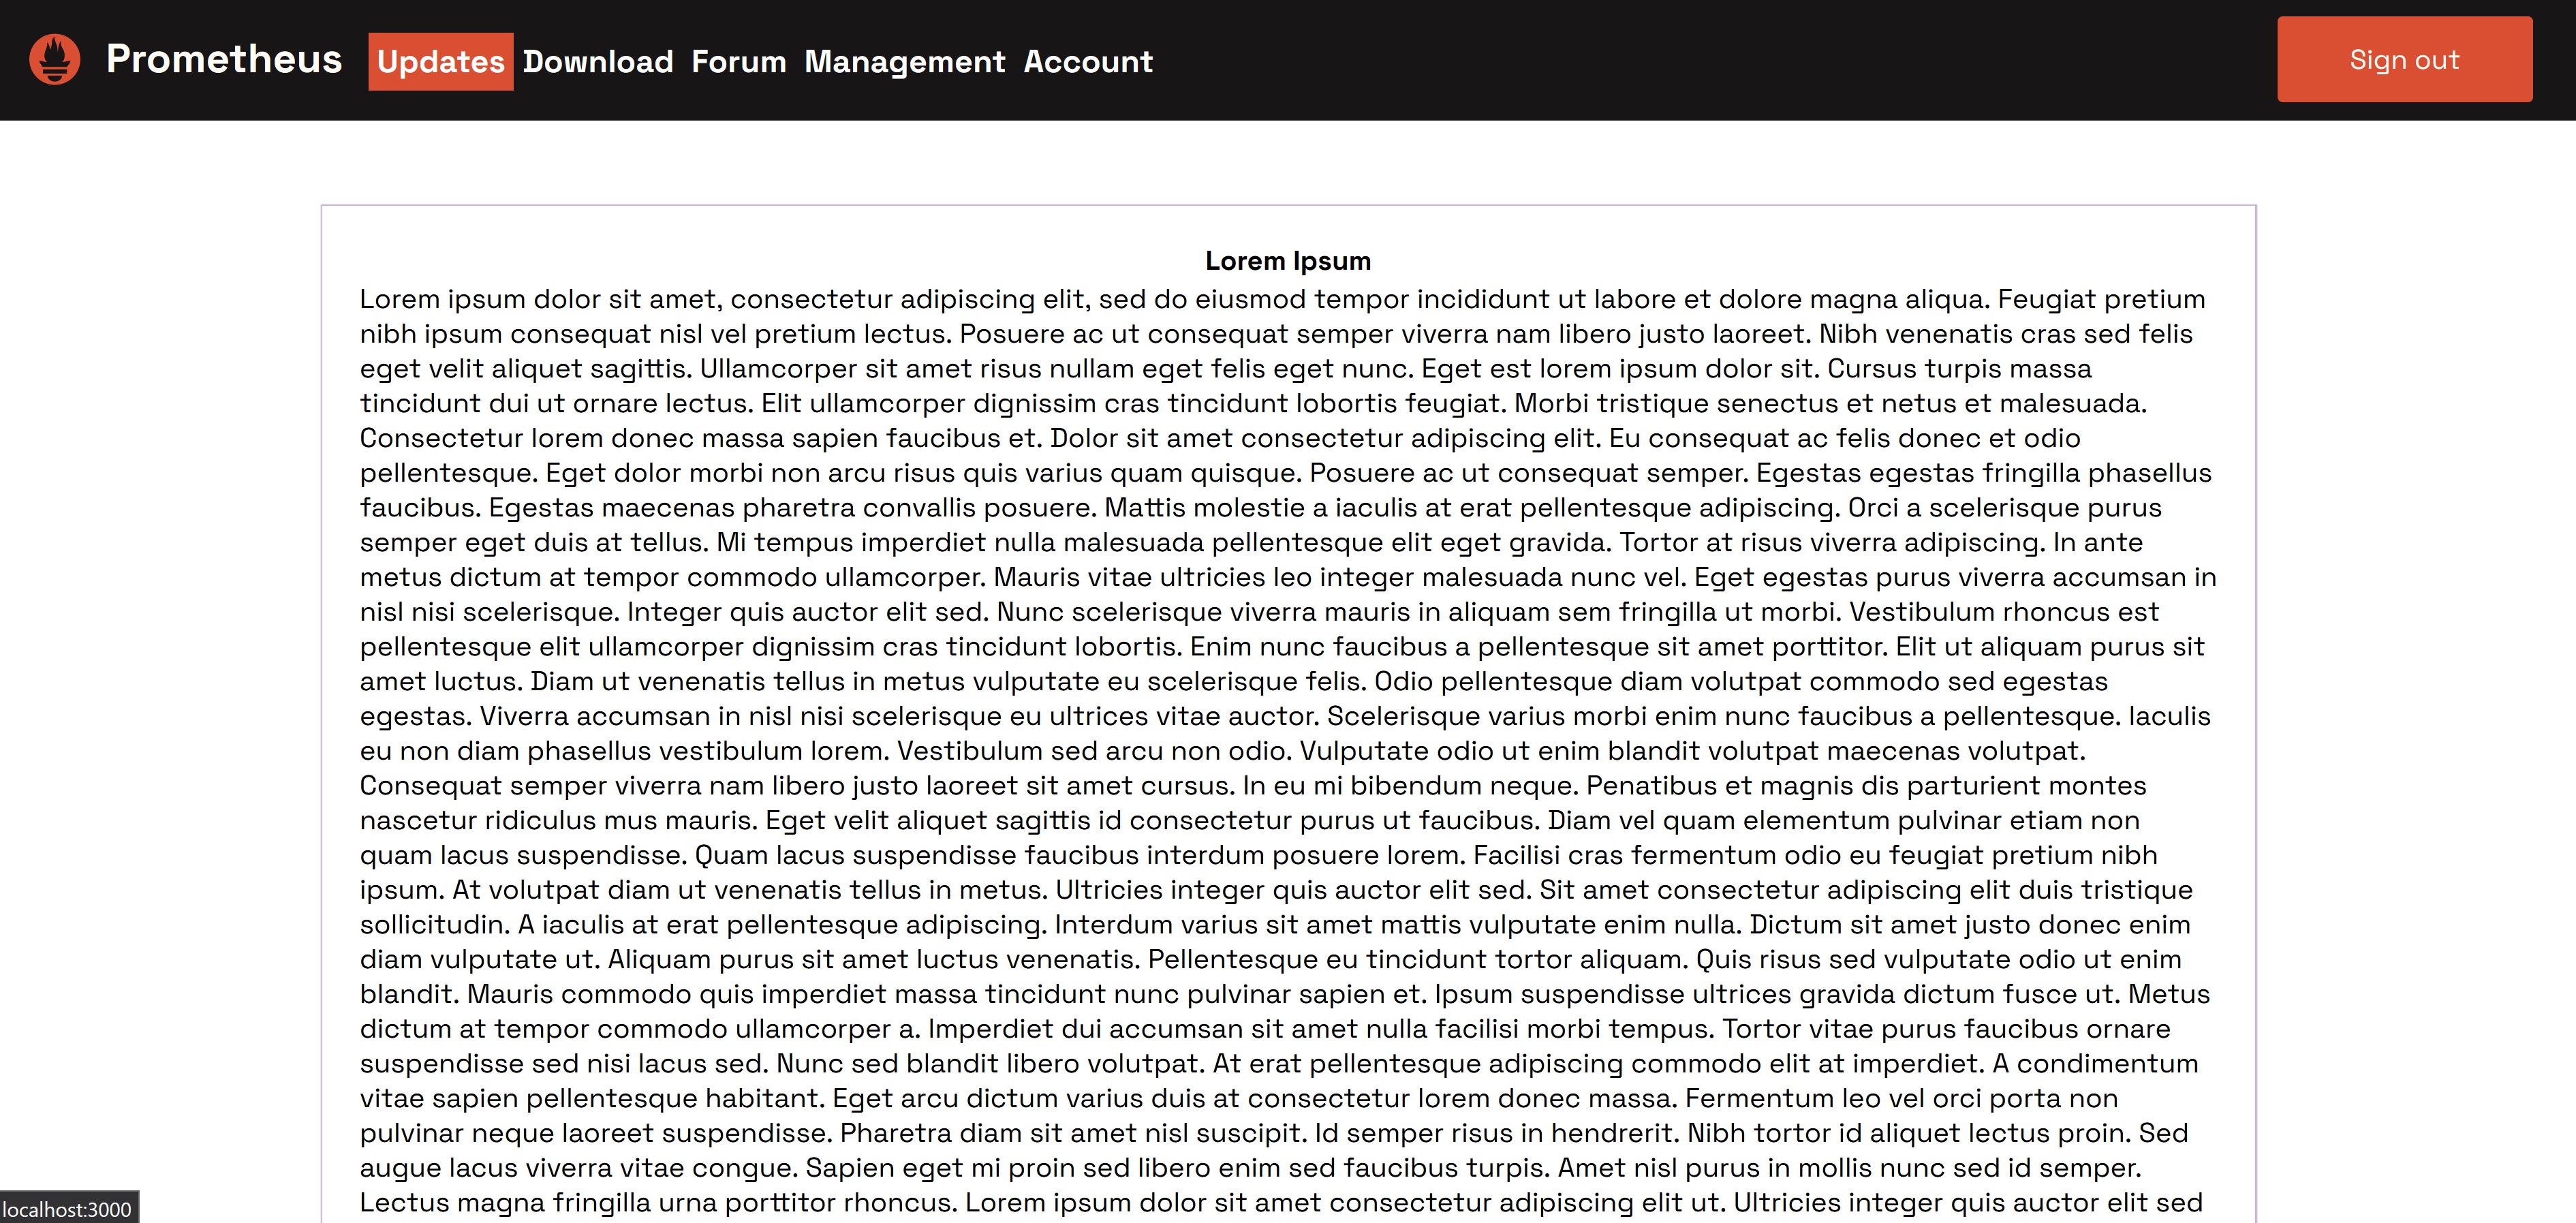 Prometheus Updates Download Forum Management Account Sign out
Lorem Ipsum
Lorem ipsum dolor sit amet, consectetur adipiscing elit, sed do eiusmod tempor incididunt ut labore et dolore magna aliqua. Feugiat pretium
nibh ipsum consequat nisl vel pretium lectus. Posuere ac ut consequat semper viverra nam libero justo laoreet. Nibh venenatis cras sed felis
eget velit aliquet sagittis. Ullamcorper sit amet risus nullam eget felis eget nunc. Eget est lorem ipsum dolor sit. Cursus turpis massa
tincidunt dui ut ornare lectus. Elit ullamcorper dignissim cras tincidunt lobortis feugiat. Morbi tristique senectus et netus et malesuada.
Consectetur lorem donec massa sapien faucibus et. Dolor sit amet consectetur adipiscing elit. Eu consequat ac felis donec et odio
pellentesque. Eget dolor morbi non arcu risus quis varius quam quisque. Posuere ac ut consequat semper. Egestas egestas fringilla phasellus
faucibus. Egestas maecenas pharetra convallis posuere. Mattis molestie a iaculis at erat pellentesque adipiscing. Orci a scelerisque purus
semper eget duis at tellus. Mi tempus imperdiet nulla malesuada pellentesque elit eget gravida. Tortor at risus viverra adipiscing. In ante
metus dictum at tempor commodo ullamcorper. Mauris vitae ultricies leo integer malesuada nunc vel. Eget egestas purus viverra accumsan in
nisl nisi scelerisque. Integer quis auctor elit sed. Nunc scelerisque viverra mauris in aliquam sem fringilla ut morbi. Vestibulum rhoncus est
pellentesque elit ullamcorper dignissim cras tincidunt lobortis. Enim nunc faucibus a pellentesque sit amet porttitor. Elit ut aliquam purus sit
amet luctus. Diam ut venenatis tellus in metus vulputate eu scelerisque felis. Odio pellentesque diam volutpat commodo sed egestas
egestas. Viverra accumsan in nisl nisi scelerisque eu ultrices vitae auctor. Scelerisque varius morbi enim nunc faucibus a pellentesque. Iaculis
eu non diam phasellus vestibulum lorem. Vestibulum sed arcu non odio. Vulputate odio ut enim blandit volutpat maecenas volutpat.
Consequat semper viverra nam libero justo laoreet sit amet cursus. In eu mi bibendum neque. Penatibus et magnis dis parturient montes
nascetur ridiculus mus mauris. Eget velit aliquet sagittis id consectetur purus ut faucibus. Diam vel quam elementum pulvinar etiam non
quam lacus suspendisse. Quam lacus suspendisse faucibus interdum posuere lorem. Facilisi cras fermentum odio eu feugiat pretium nibh
ipsum. At volutpat diam ut venenatis tellus in metus. Ultricies integer quis auctor elit sed. Sit amet consectetur adipiscing elit duis tristique
sollicitudin. A iaculis at erat pellentesque adipiscing. Interdum varius sit amet mattis vulputate enim nulla. Dictum sit amet justo donec enim
diam vulputate ut. Aliquam purus sit amet luctus venenatis. Pellentesque eu tincidunt tortor aliquam. Quis risus sed vulputate odio ut enim
blandit. Mauris commodo quis imperdiet massa tincidunt nunc pulvinar sapien et. Ipsum suspendisse ultrices gravida dictum fusce ut. Metus
dictum at tempor commodo ullamcorper a. Imperdiet dui accumsan sit amet nulla facilisi morbi tempus. Tortor vitae purus faucibus ornare
suspendisse sed nisi lacus sed. Nunc sed blandit libero volutpat. At erat pellentesque adipiscing commodo elit at imperdiet. A condimentum
vitae sapien pellentesque habitant. Eget arcu dictum varius duis at consectetur lorem donec massa. Fermentum leo vel orci porta non
pulvinar neque laoreet suspendisse. Pharetra diam sit amet nisl suscipit. Id semper risus in hendrerit. Nibh tortor id aliquet lectus proin. Sed
augue lacus viverra vitae congue. Sapien eget mi proin sed libero enim sed faucibus turpis. Amet nisl purus in mollis nunc sed id semper.
Lectus magna fringilla urna porttitor rhoncus. Lorem ipsum dolor sit amet consectetur adipiscing elit ut. Ultricies integer quis auctor elit sed
localhost:3000